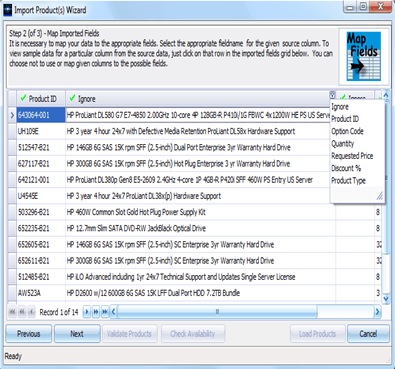 Import Product(s) Wizard
Step 2 (of 3) - Map Imported Fields
It is necessary to map your data to the appropriate fields. Select the appropriate fieldname for the given source column. To
view sample data for a particular column from the source data, just click on that row in the imported fields grid below. You can
choose not to use or map given columns to the possible fields.
Map
Fields
Product ID Ignore Ignore
643064-001 HP ProLiant DL580 G7 E7-4850 2.00GHz 10-core 4P 128GB-R P410i/1G FBWC 4x1200W HE PS US Server
UH109E HP 3 year 4 hour 24x7 with Defective Media Retention ProLiant DL58x Hardware Support
512547-B21 HP 146GB 6G SAS 15K rpm SFF (2.5-inch) Dual Port Enterprise 3yr Warranty Hard Drive
627117-B21 HP 300GB 6G SAS 15K rpm SFF (2.5-inch) Hot Plug Enterprise 3 yr Warranty Hard Drive
642121-001 HP ProLiant DL380p Gen8 E5-2609 2.4GHz 4-core 1P 4GB-R P420i SFF 460W PS Entry US Server
U4545E HP 3 year 4 hour 24x7 ProLiant DL38x(p) Hardware Support
503296-B21 HP 460W Common Slot Gold Hot Plug Power Supply Kit 8
652235-B21 HP 12.7mm Slim SATA DVD-RW JackBlack Optical Drive 8
652605-B21 HP 146GB 6G SAS 15K rpm SFF (2.5-inch) SC Enterprise 3yr Warranty Hard Drive 32
652611-B21 HP 300GB 6G SAS 15K rpm SFF (2.5-inch) SC Enterprise 3yr Warranty Hard Drive 32
512485-B21 HP iLO Advanced including 1yr 24x7 Technical Support and Updates Single Server License 8
AW523A HP D2600 w/12 600GB 6G SAS 15K LFF Dual Port HDD 7.2TB Bundle 3
Ignore
Product ID
Option Code
Quantity
Requested Price
Discount %
Product Type
Record 1 of 14
Previous Next Validate Products Check Availability Load Products Cancel
Ready